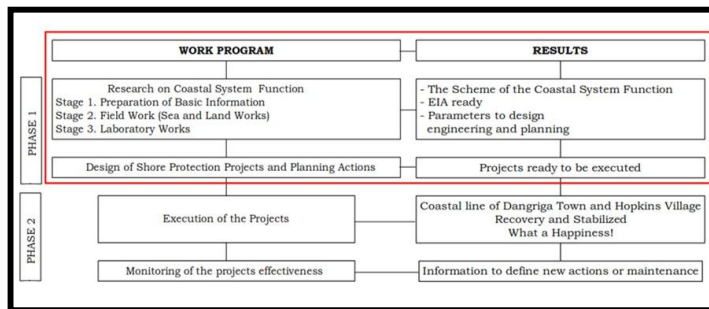 WORK PROGRAM
RESULTS
PHASE 1
Research on Coastal System Function
Stage 1. Preparation of Basic Information
Stage 2. Field Work (Sea and Land Works)
Stage 3. Laboratory Works
- The Scheme of the Coastal System Function
- EIA ready
- Parameters to design
engineering and planning
Design of Shore Protection Projects and Planning Actions
Projects ready to be executed
PHASE 2
Execution of the Projects
Coastal line of Dangriga Town and Hopkins Village
Recovery and Stabilized
What a Happiness!
Monitoring of the projects effectiveness
Information to define new actions or maintenance